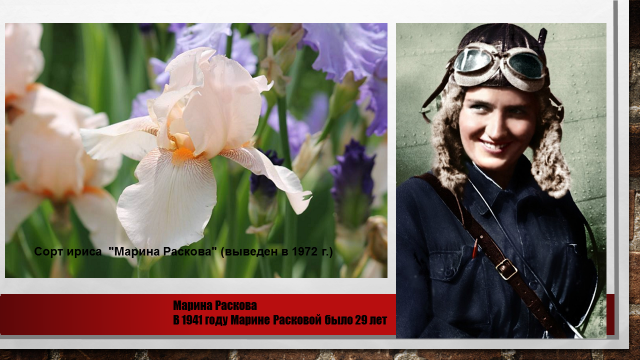 Сорт ириса  "Марина Раскова" (выведен в 1972 г.)
Марина Раскова
В 1941 году Марине Расковой было 29 лет